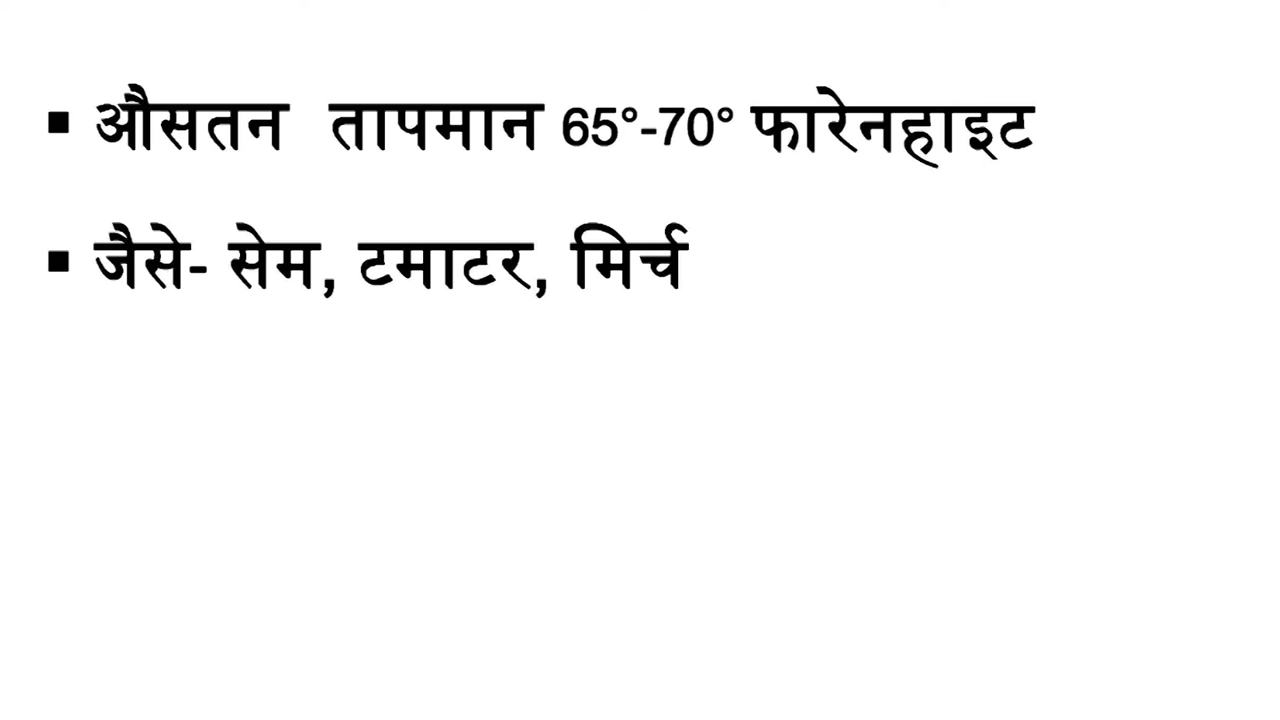 ▪ औसतन तापमान 65°-70° फारेनहाइट
▪ जैसे- सेम, टमाटर, मिर्च